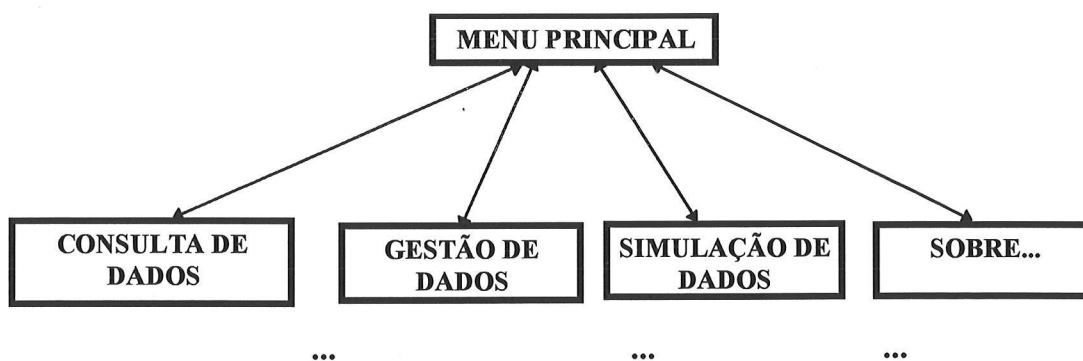 MENU PRINCIPAL
CONSULTA DE
DADOS
GESTÃO DE
DADOS
SIMULAÇÃO DE
DADOS
SOBRE...
... ... ...